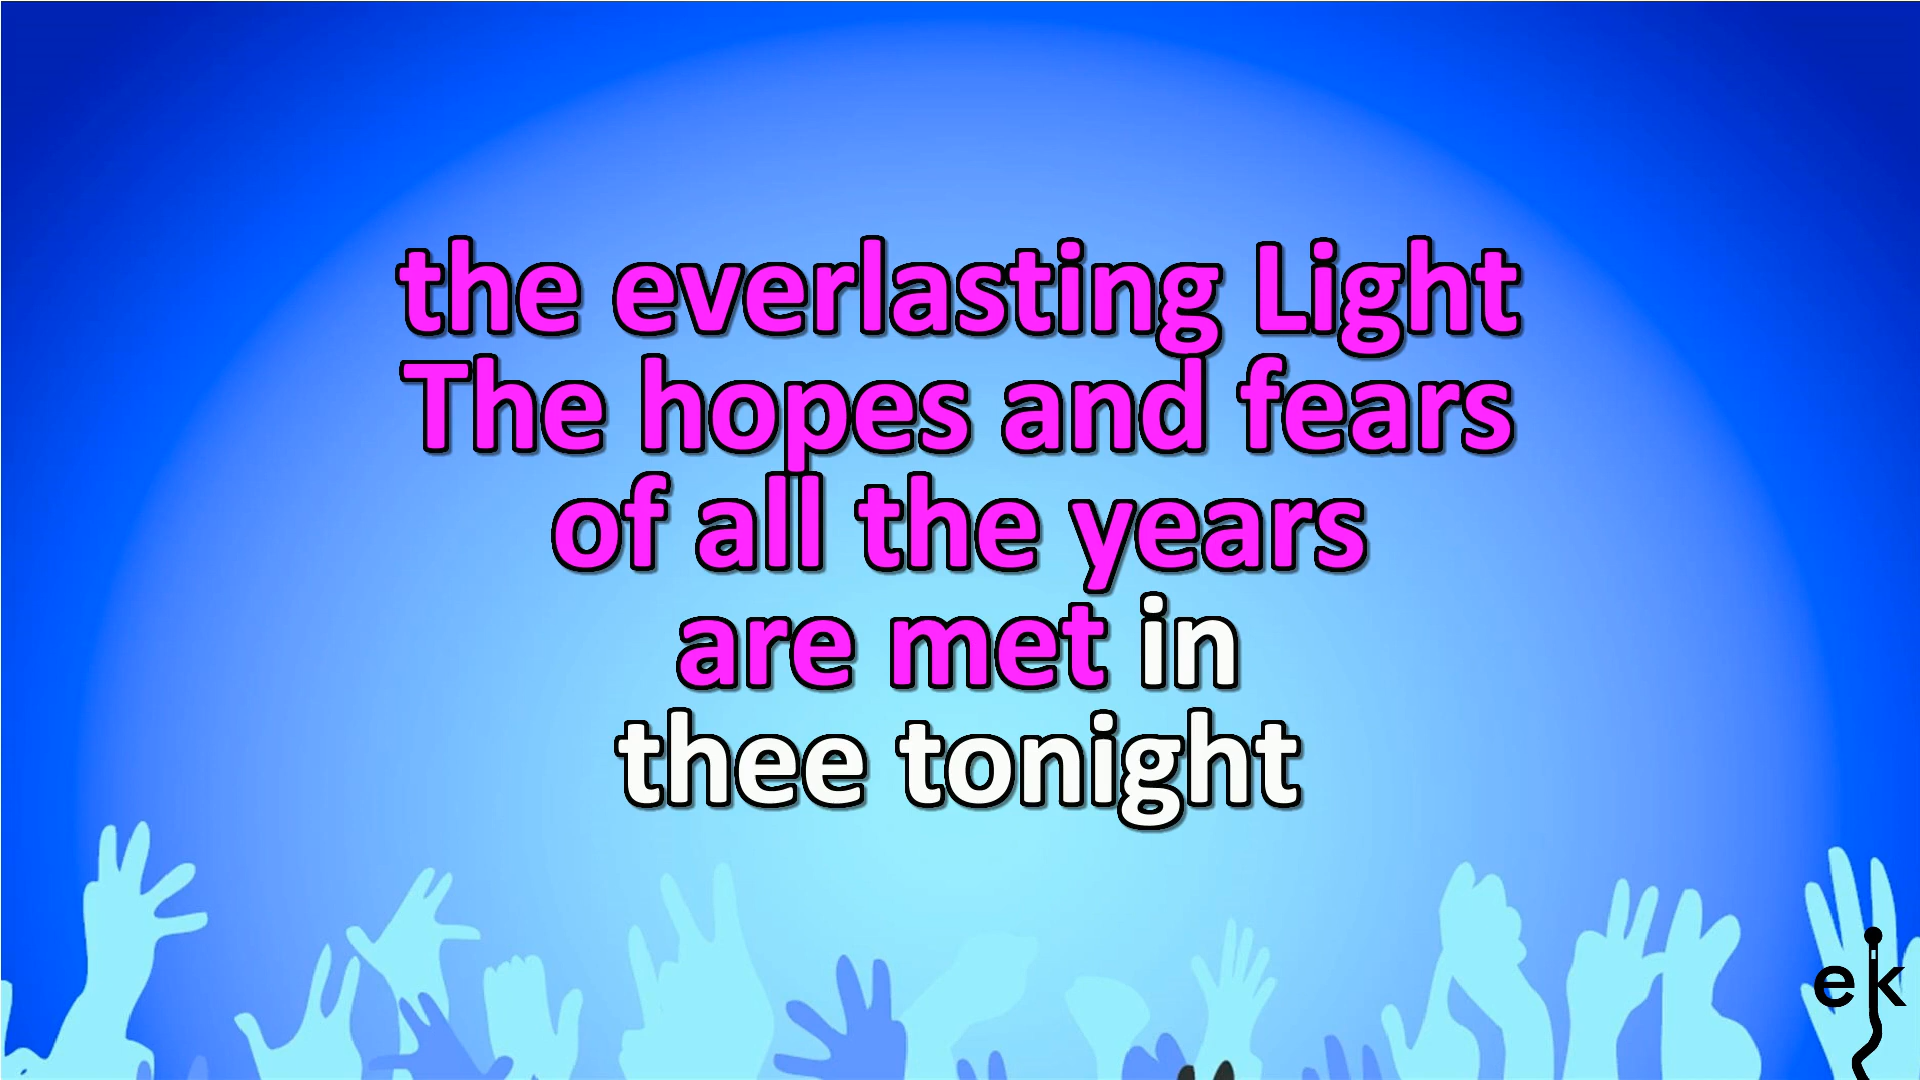 the everlasting Light
The hopes and fears
of all the years
are met in
thee tonight
ek